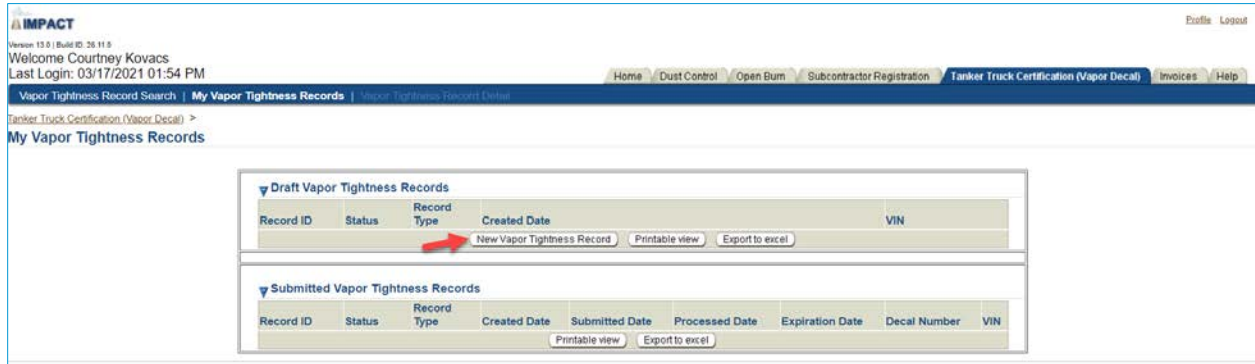 IMPACT
Profile Logout
Version 13.0 | Build ID. 26.11.0
Welcome Courtney Kovacs
Last Login: 03/17/2021 01:54 PM
Home Dust Control Open Burn Subcontractor Registration Tanker Truck Certification (Vapor Decal) Invoices Help
Vapor Tightness Record Search | My Vapor Tightness Records | Vapor Tightness Record Detail
Tanker Truck Certification (Vapor Decal) >
My Vapor Tightness Records
Draft Vapor Tightness Records
Record ID Status Record Type Created Date VIN
New Vapor Tightness Record Printable view Export to excel
Submitted Vapor Tightness Records
Record ID Status Record Type Created Date Submitted Date Processed Date Expiration Date Decal Number VIN
Printable view Export to excel